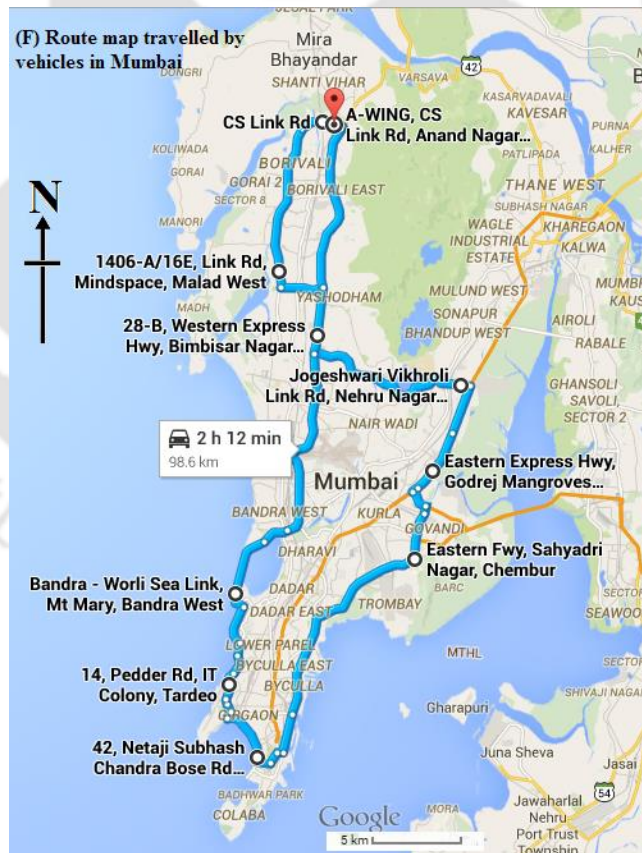 (F) Route map travelled by
vehicles in Mumbai
Mira
Bhayandar
DONGRI
SHANTI VIHAR
42
VARSAVA
KASARVADAVALI
KAVESAR
PURNA
KALHER
PATLIPADA
CS Link Rd
A-WING, CS
Link Rd, Anand Nagar...
KOLIWADA
GORAI
BORIVALI
GORAI 2
SECTOR 8
BORIVALI EAST
THANE WEST
SUBHASH NAGAR
N
MANORI
WAGLE
INDUSTRIAL
ESTATE
KHAREGAON
KALWA
1406-A/16E, Link Rd,
Mindspace, Malad West
MADH
YASHODHAM
MULUND WEST
SONAPUR
BHANDUP WEST
MUMB
KAUS
AIROLI
RABALE
28-B, Western Express
Hwy, Bimbisar Nagar...
Jogeshwari Vikhroli
Link Rd, Nehru Nagar...
GHANSOLI
SAVOLI,
SECTOR 2
NAIR WADI
2 h 12 min
98.6 km
Mumbai
Eastern Express Hwy,
Godrej Mangroves...
BANDRA WEST
KURLA
GOVANDI
DHARAVI
Eastern Fwy, Sahyadri
Nagar, Chembur
Bandra - Worli Sea Link,
Mt Mary, Bandra West
DADAR
DADAR EAST
TROMBAY
BARC
SECTO
SEAWOO
LOWER PAREL
BYCULLA EAST
BYCULLA
MTHL
14, Pedder Rd, IT
Colony, Tardeo
GIRGAON
Gharapuri
SHIVAJI NAGAR
42, Netaji Subhash
Chandra Bose Rd...
Juna Sheva
Jasai
BADHWAR PARK
COLABA
54
Google
5 km
MORA
Jawaharlal
Nehru
Port Trust
Township